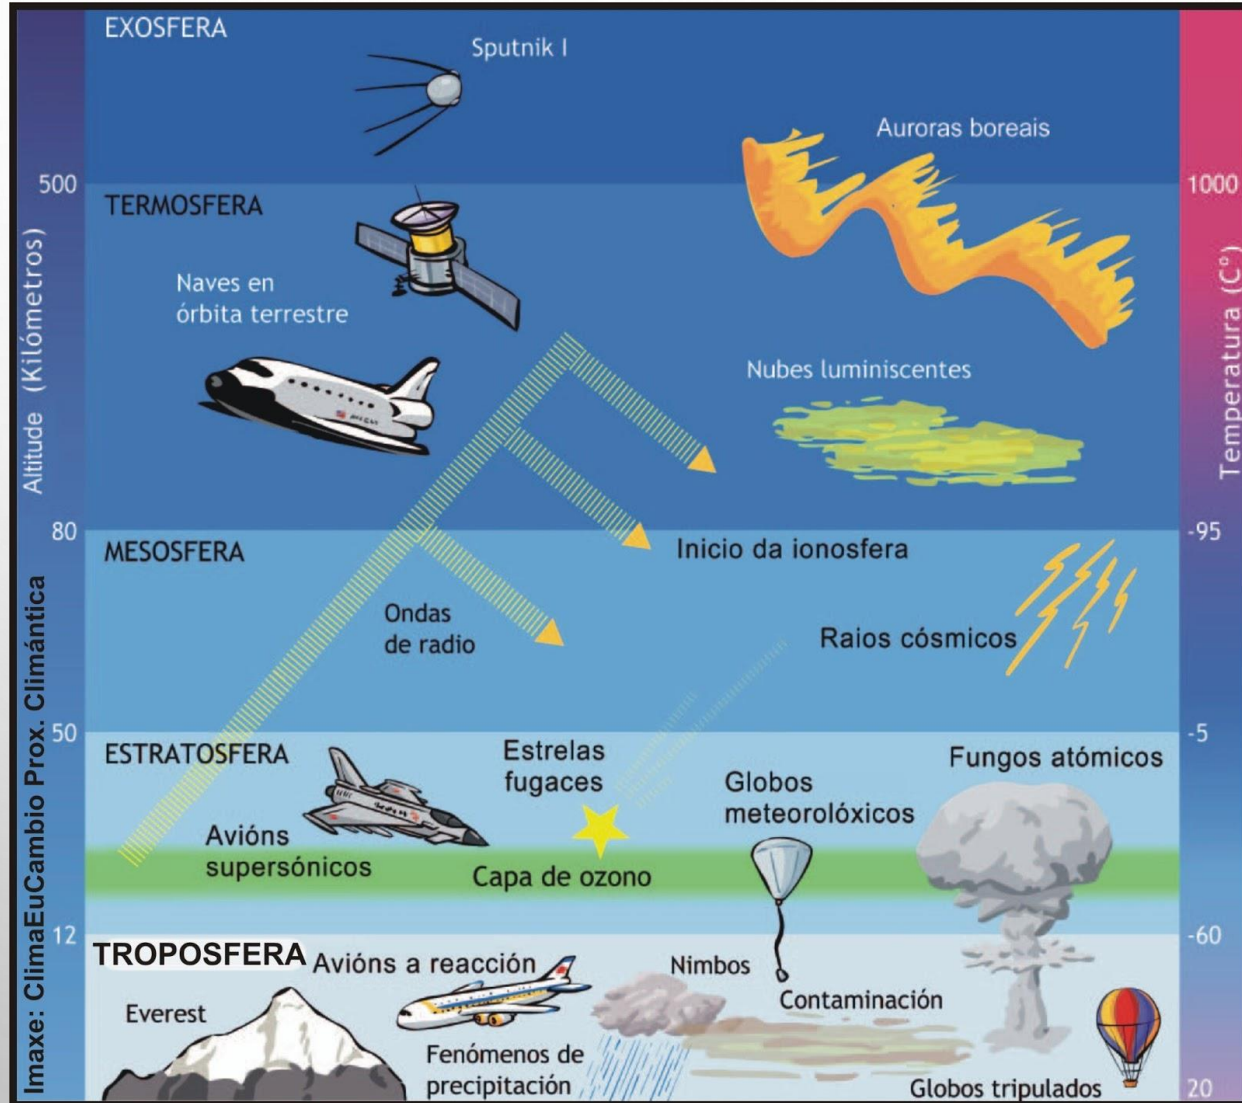 EXOSFERA
Sputnik I
Auroras boreais
500
1000
TERMOSFERA
Naves en
órbita terrestre
Nubes luminiscentes
Altitude (Kilómetros)
Temperatura (Cº)
80
-95
MESOSFERA
Inicio da ionosfera
Ondas
de radio
Raios cósmicos
50
-5
ESTRATOSFERA
Estrelas
fugaces
Fungos atómicos
Globos
meteorolóxicos
Avións
supersónicos
Capa de ozono
12
-60
TROPOSFERA
Avións a reacción
Nimbos
Everest
Contaminación
Fenómenos de
precipitación
Globos tripulados
20
Imaxe: ClimaEuCambio Prox. Climántica